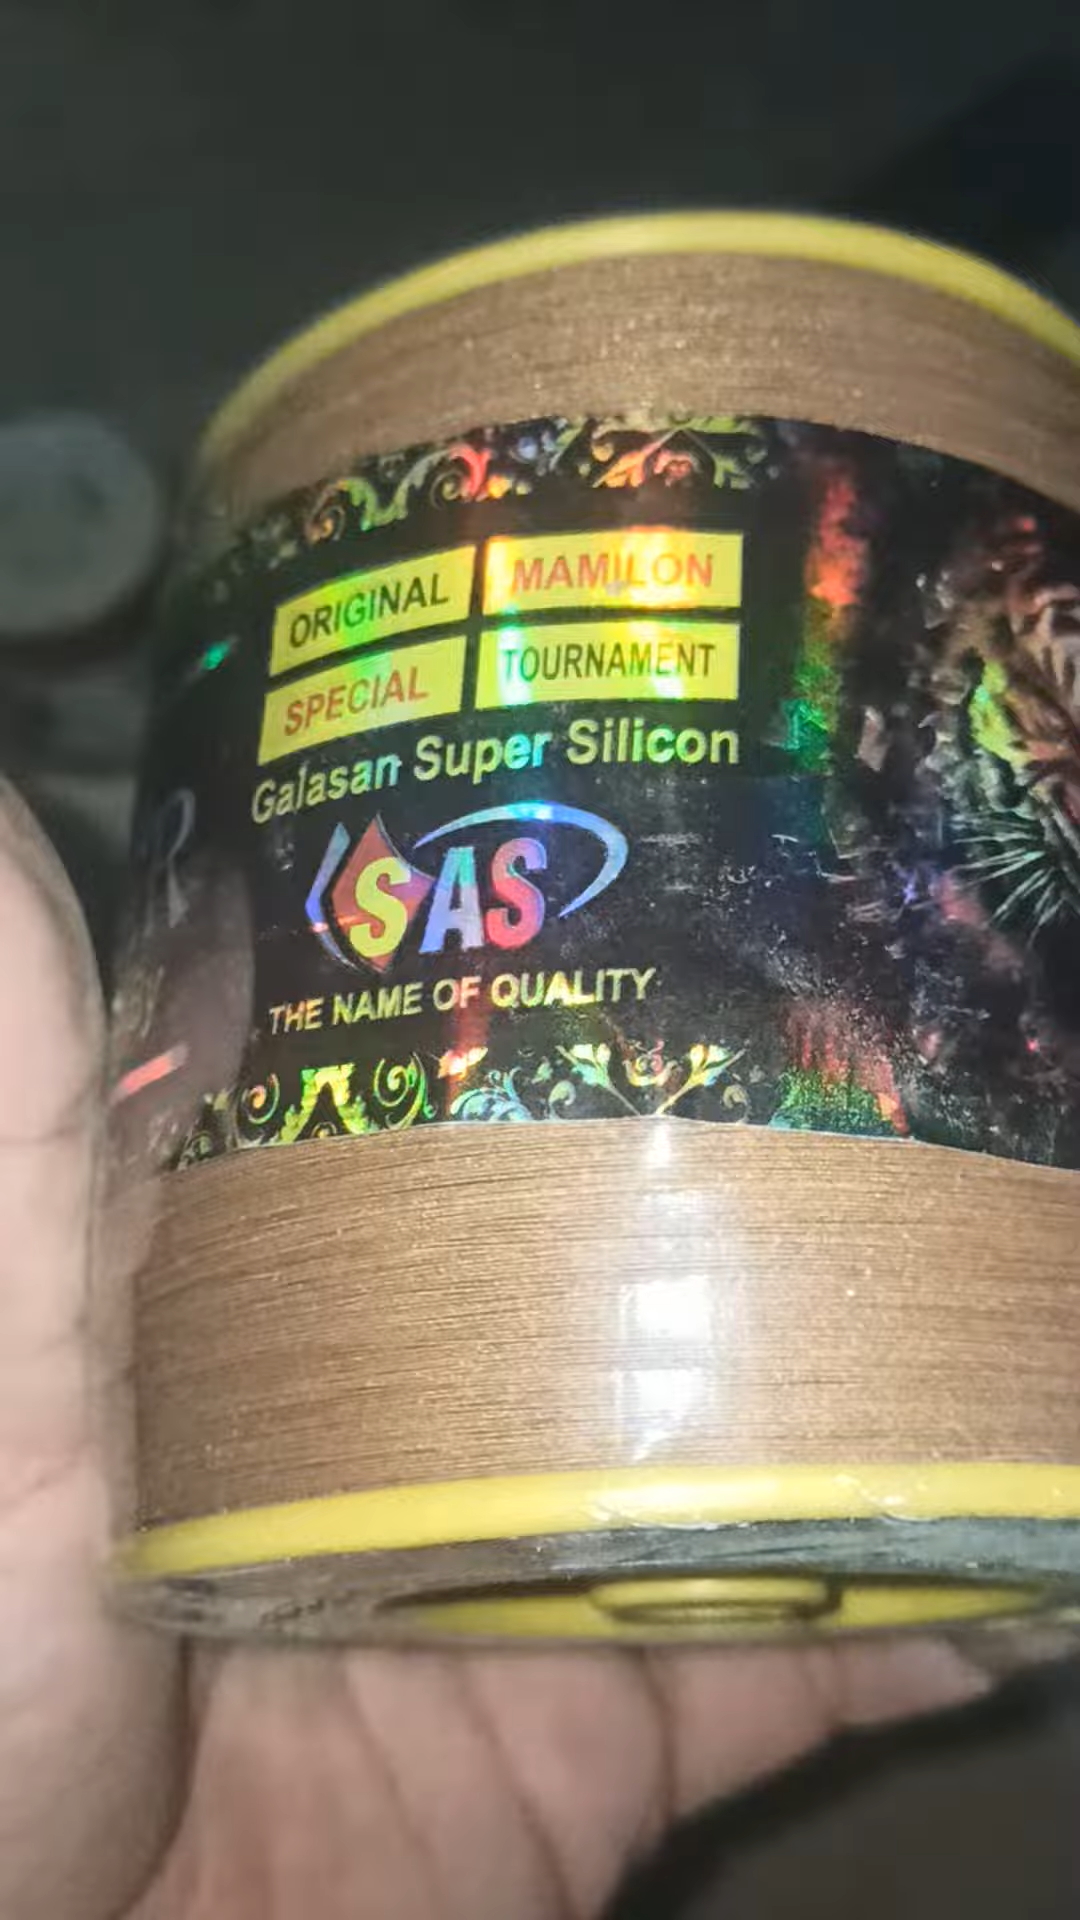 ORIGINAL MAMILON
SPECIAL TOURNAMENT
Galasan Super Silicon
SAS
THE NAME OF QUALITY